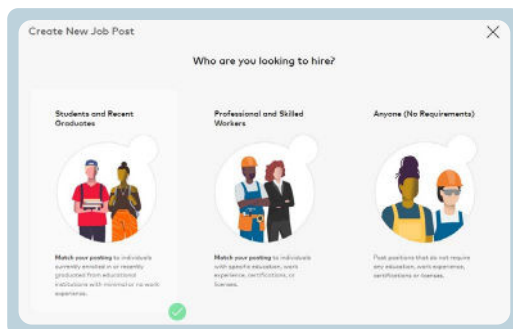 Create New Job Post
Who are you looking to hire?
Students and Recent
Graduates
Match your posting to individuals
currently enrolled in or recently
graduated from educational
institutions with minimal or no work
experience.
Professional and Skilled
Workers
Match your posting to individuals
with specific education, work
experience, certifications, or
licenses.
Anyone (No Requirements)
Post positions that do not require
any education, work experience,
certifications or licenses.